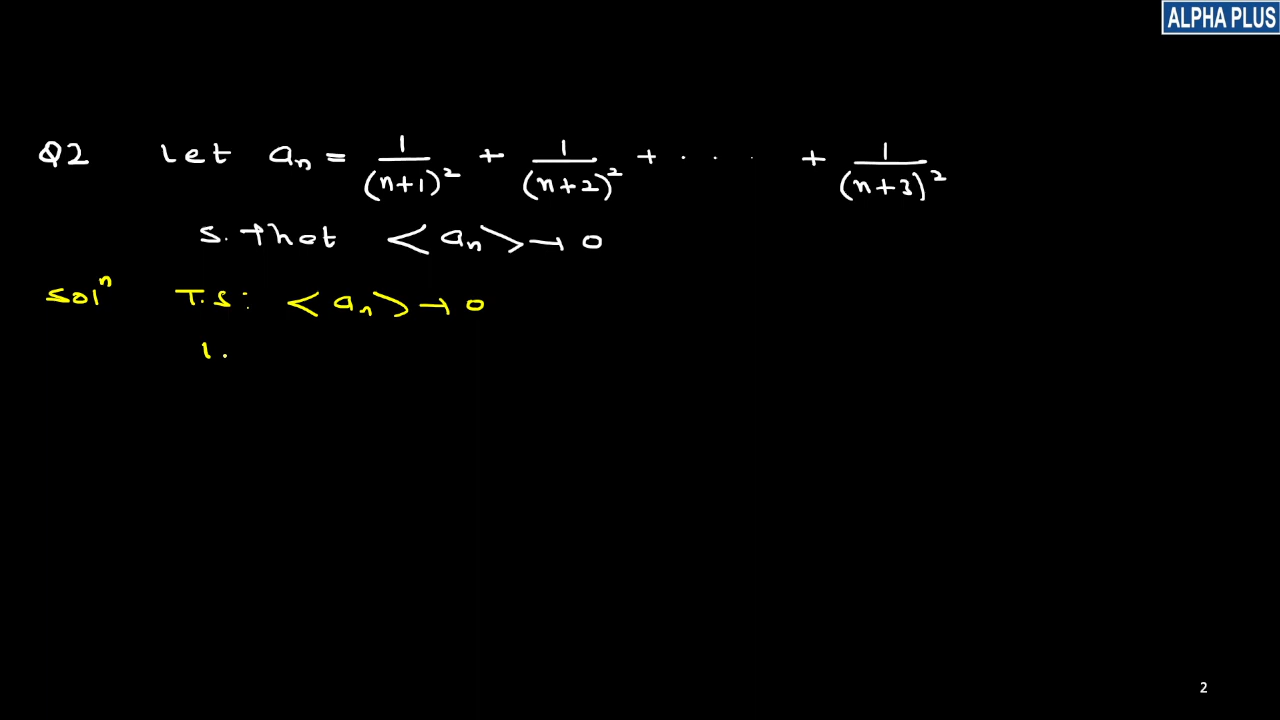 ALPHA PLUS
Q2 Let aₙ = 1/(n+1)² + 1/(n+2)² + . . . . + 1/(n+3)²
S. That <aₙ> → 0
Solⁿ T.S: <aₙ> → 0
1.
2